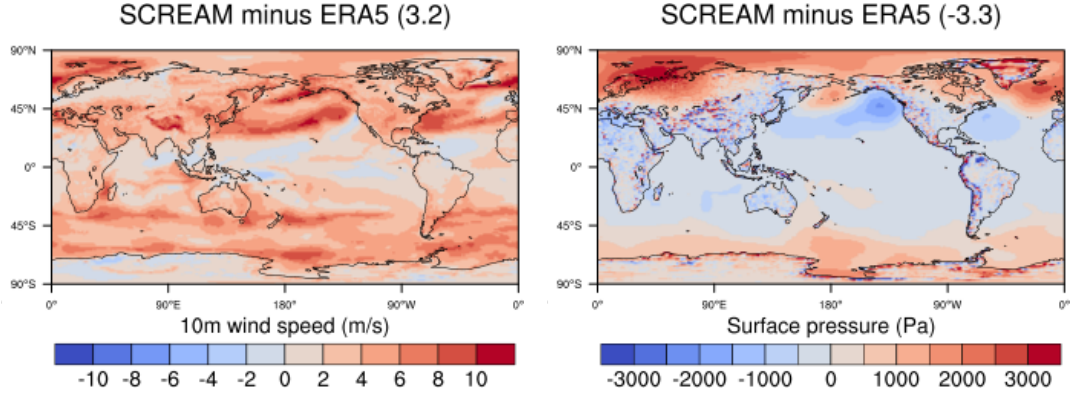 SCREAM minus ERA5 (3.2)
90°N
45°N
0°
45°S
90°S
0° 90°E 180° 90°W 0°
10m wind speed (m/s)
-10 -8 -6 -4 -2 0 2 4 6 8 10
SCREAM minus ERA5 (-3.3)
90°N
45°N
0°
45°S
90°S
0° 90°E 180° 90°W 0°
Surface pressure (Pa)
-3000 -2000 -1000 0 1000 2000 3000